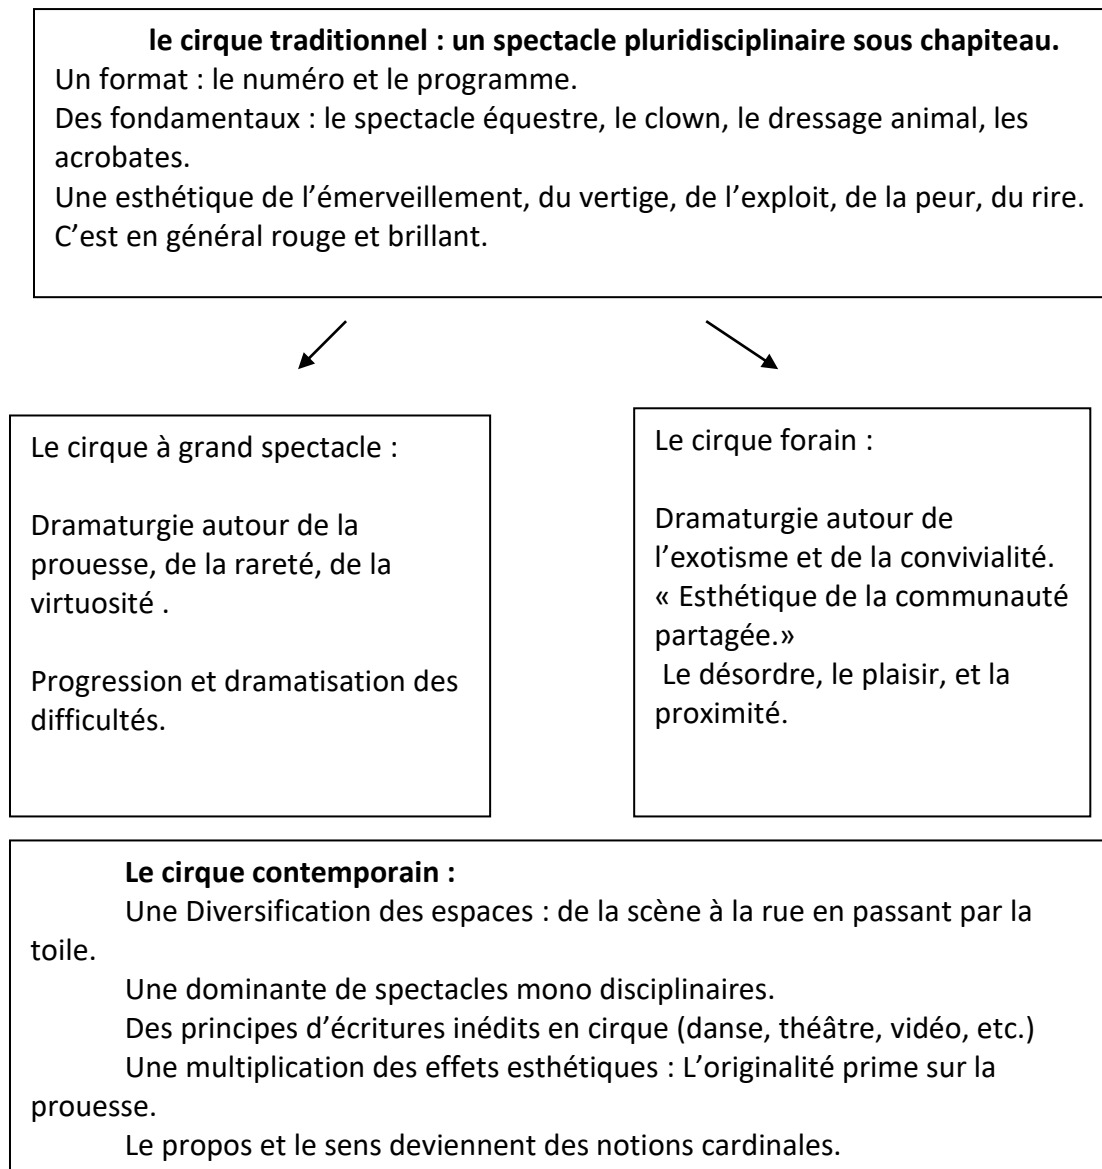 le cirque traditionnel : un spectacle pluridisciplinaire sous chapiteau.
Un format : le numéro et le programme.
Des fondamentaux : le spectacle équestre, le clown, le dressage animal, les
acrobates.
Une esthétique de l’émerveillement, du vertige, de l’exploit, de la peur, du rire.
C’est en général rouge et brillant.
Le cirque à grand spectacle :
Dramaturgie autour de la
prouesse, de la rareté, de la
virtuosité .
Progression et dramatisation des
difficultés.
Le cirque forain :
Dramaturgie autour de
l’exotisme et de la convivialité.
« Esthétique de la communauté
partagée.»
Le désordre, le plaisir, et la
proximité.
Le cirque contemporain :
Une Diversification des espaces : de la scène à la rue en passant par la
toile.
Une dominante de spectacles mono disciplinaires.
Des principes d’écritures inédits en cirque (danse, théâtre, vidéo, etc.)
Une multiplication des effets esthétiques : L’originalité prime sur la
prouesse.
Le propos et le sens deviennent des notions cardinales.